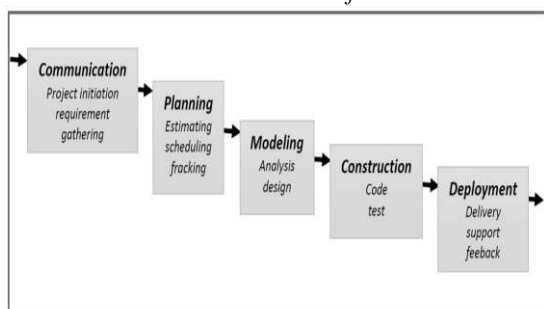 Communication
Project initiation
requirement
gathering
Planning
Estimating
scheduling
fracking
Modeling
Analysis
design
Construction
Code
test
Deployment
Delivery
support
feeback